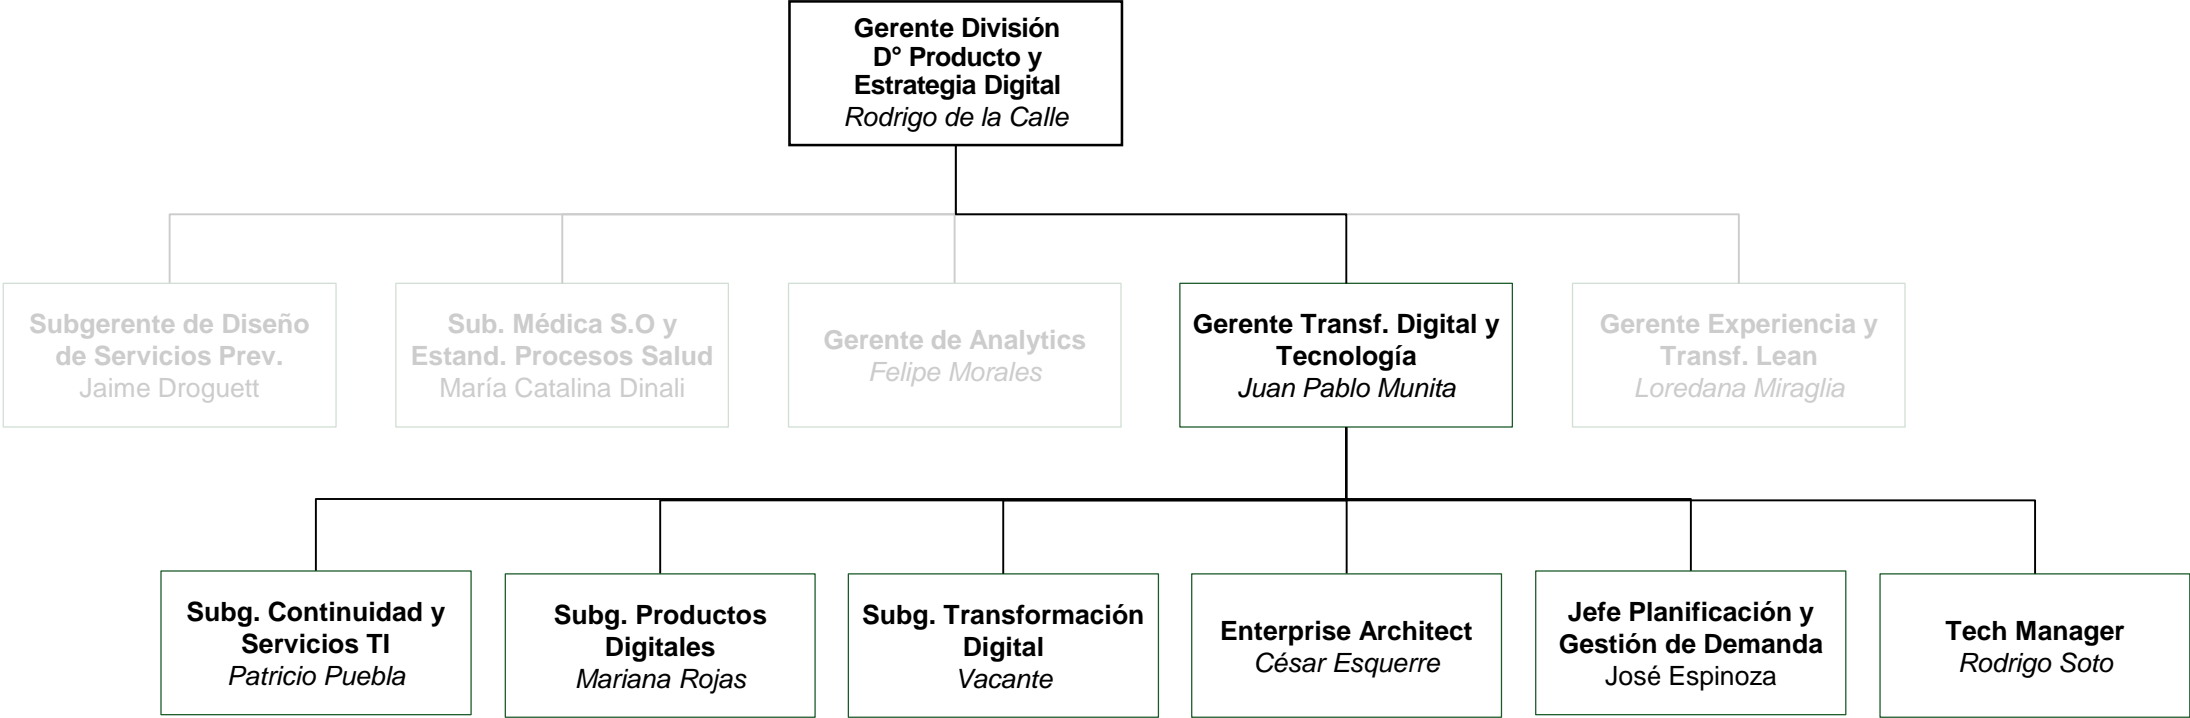 Gerente División
D° Producto y
Estrategia Digital
Rodrigo de la Calle
Subgerente de Diseño
de Servicios Prev.
Jaime Droguett
Sub. Médica S.O y
Estand. Procesos Salud
María Catalina Dinali
Gerente de Analytics
Felipe Morales
Gerente Transf. Digital y
Tecnología
Juan Pablo Munita
Gerente Experiencia y
Transf. Lean
Loredana Miraglia
Subg. Continuidad y
Servicios TI
Patricio Puebla
Subg. Productos
Digitales
Mariana Rojas
Subg. Transformación
Digital
Vacante
Enterprise Architect
César Esquerre
Jefe Planificación y
Gestión de Demanda
José Espinoza
Tech Manager
Rodrigo Soto